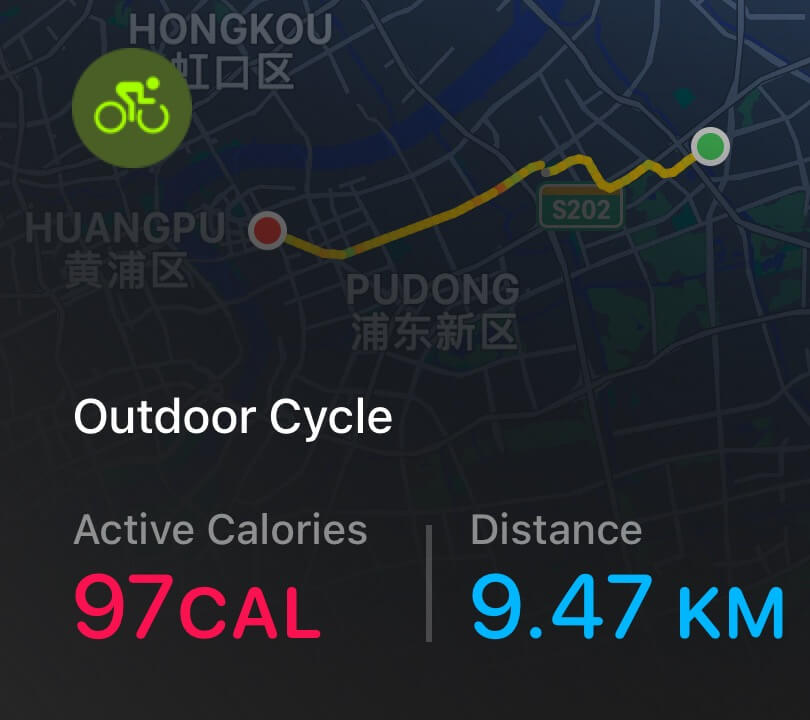 HONGKOU
虹口区
HUANGPU
黄浦区
S202
PUDONG
浦东新区
Outdoor Cycle
Active Calories
97CAL
Distance
9.47 KM